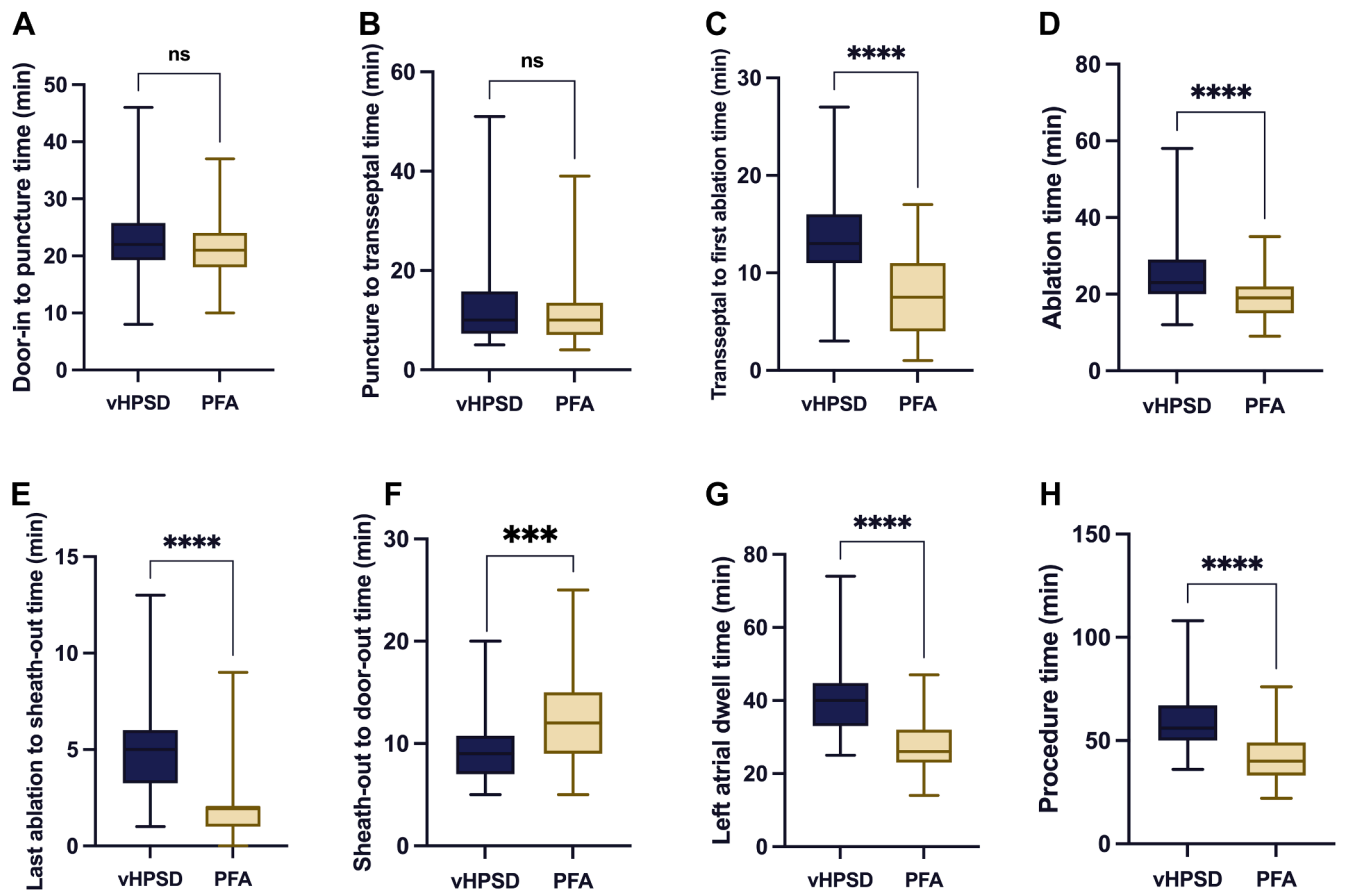 A
Door-in to puncture time (min)
ns
50
40
30
20
10
0
vHPSD PFA
B
Puncture to transseptal time (min)
ns
60
40
20
0
vHPSD PFA
C
Transseptal to first ablation time (min)
****
30
20
10
0
vHPSD PFA
D
Ablation time (min)
****
80
60
40
20
0
vHPSD PFA
E
Last ablation to sheath-out time (min)
****
15
10
5
0
vHPSD PFA
F
Sheath-out to door-out time (min)
***
30
20
10
0
vHPSD PFA
G
Left atrial dwell time (min)
****
80
60
40
20
0
vHPSD PFA
H
Procedure time (min)
****
150
100
50
0
vHPSD PFA